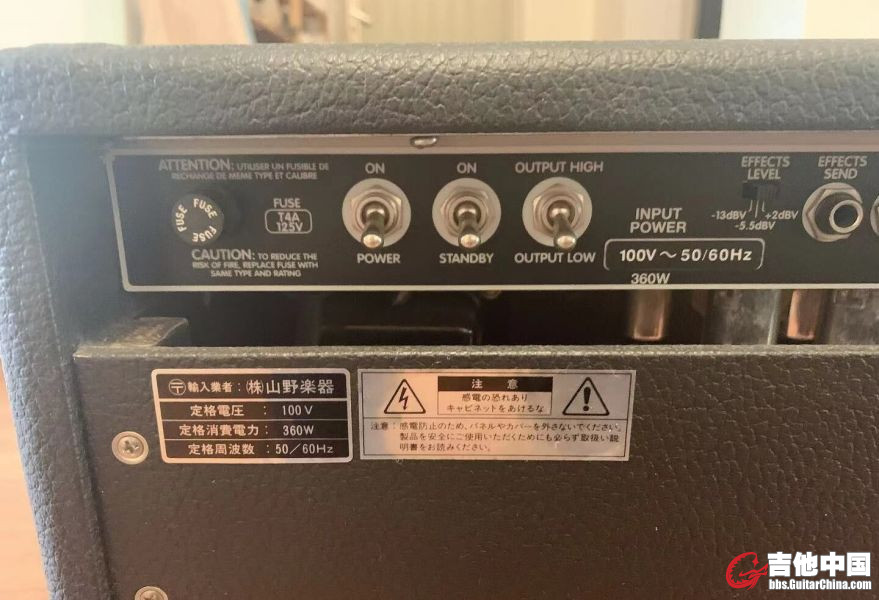 ATTENTION: UTILISER UN FUSIBLE DE
RECHANGE DE MEME TYPE ET CALIBRE
FUSE
FUSE
FUSE
FUSE
T4A
125V
CAUTION: TO REDUCE THE
RISK OF FIRE, REPLACE FUSE WITH
SAME TYPE AND RATING
ON
POWER
ON
STANDBY
OUTPUT HIGH
OUTPUT LOW
INPUT
POWER
100V～50/60Hz
360W
EFFECTS
LEVEL
-13dBV
-5.5dBV
+2dBV
EFFECTS
SEND
〒輸入業者：㈱山野楽器
定格電圧：100V
定格消費電力：360W
定格周波数：50／60Hz
注意
感電の恐れあり
キャビネットをあけるな
注意：感電防止のため、パネルやカバーを外さないでください。
製品を安全にご使用いただくためにも必らず取扱い説
明書をお読みください。
吉他中国
bbs.GuitarChina.com